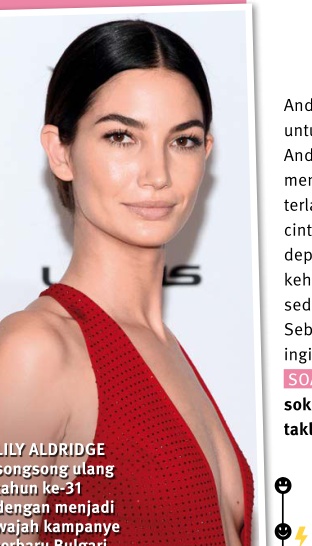 LILY ALDRIDGE
songsong ulang
tahun ke-31
dengan menjadi
wajah kampanye
terbaru Bulgari
And
untu
And
men
terla
cint
dep
keh
sed
Seb
ingi
SOA
sok
takl